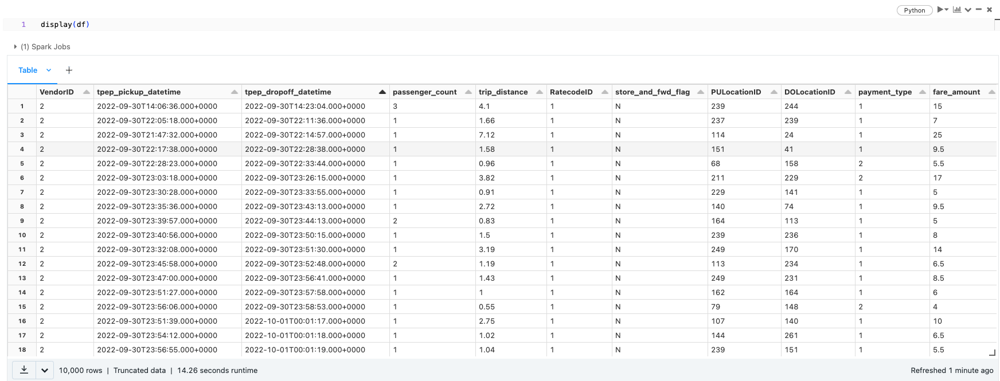 Python
1 display(df)
(1) Spark Jobs
Table +
VendorID tpep_pickup_datetime tpep_dropoff_datetime passenger_count trip_distance RatecodeID store_and_fwd_flag PULocationID DOLocationID payment_type fare_amount
1 2 2022-09-30T14:06:36.000+0000 2022-09-30T14:23:04.000+0000 3 4.1 1 N 239 244 1 15
2 2 2022-09-30T22:05:18.000+0000 2022-09-30T22:11:36.000+0000 1 1.66 1 N 237 239 1 7
3 2 2022-09-30T21:47:32.000+0000 2022-09-30T22:14:57.000+0000 1 7.12 1 N 114 24 1 25
4 2 2022-09-30T22:17:38.000+0000 2022-09-30T22:28:38.000+0000 1 1.58 1 N 151 41 1 9.5
5 2 2022-09-30T22:28:23.000+0000 2022-09-30T22:33:44.000+0000 1 0.96 1 N 68 158 2 5.5
6 2 2022-09-30T23:03:18.000+0000 2022-09-30T23:26:15.000+0000 1 3.82 1 N 211 229 2 17
7 2 2022-09-30T23:30:28.000+0000 2022-09-30T23:33:55.000+0000 1 0.91 1 N 229 141 1 5
8 2 2022-09-30T23:35:36.000+0000 2022-09-30T23:43:13.000+0000 1 2.72 1 N 140 74 1 9.5
9 2 2022-09-30T23:39:57.000+0000 2022-09-30T23:44:13.000+0000 2 0.83 1 N 164 113 1 5
10 2 2022-09-30T23:40:56.000+0000 2022-09-30T23:50:15.000+0000 1 1.5 1 N 239 236 1 8
11 2 2022-09-30T23:32:08.000+0000 2022-09-30T23:51:30.000+0000 1 3.19 1 N 249 170 1 14
12 2 2022-09-30T23:45:58.000+0000 2022-09-30T23:52:48.000+0000 2 1.19 1 N 113 234 1 6.5
13 2 2022-09-30T23:47:00.000+0000 2022-09-30T23:56:41.000+0000 1 1.43 1 N 249 231 1 8.5
14 2 2022-09-30T23:51:27.000+0000 2022-09-30T23:57:58.000+0000 1 1 1 N 162 164 1 6
15 2 2022-09-30T23:56:06.000+0000 2022-09-30T23:58:53.000+0000 1 0.55 1 N 79 148 2 4
16 2 2022-09-30T23:51:39.000+0000 2022-10-01T00:01:17.000+0000 1 2.75 1 N 107 140 1 10
17 2 2022-09-30T23:54:12.000+0000 2022-10-01T00:01:18.000+0000 1 1.02 1 N 144 261 1 6.5
18 2 2022-09-30T23:56:55.000+0000 2022-10-01T00:01:19.000+0000 1 1.04 1 N 239 151 1 5.5
10,000 rows | Truncated data | 14.26 seconds runtime Refreshed 1 minute ago